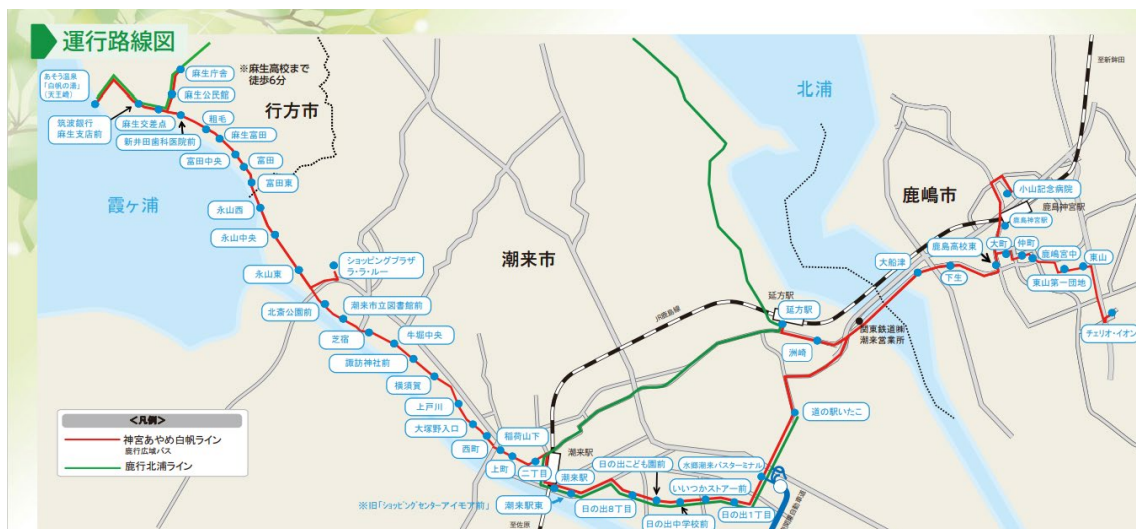 運行路線図
あそう温泉
「白帆の湯」
(天王崎)
麻生庁舎
※麻生高校まで
徒歩6分
麻生公民館
筑波銀行
麻生支店前
麻生交差点
新井田歯科医院前
粗毛
麻生富田
富田中央
富田
富田東
行方市
霞ヶ浦
永山西
永山中央
永山東
ショッピングプラザ
ラ・ラ・ルー
北斎公園前
潮来市立図書館前
芝宿
牛堀中央
諏訪神社前
横須賀
上戸川
大塚野入口
西町
稲荷山下
上町
二丁目
潮来市
北浦
鹿嶋市
至新鉾田
小山記念病院
鹿島神宮駅
鹿島神宮駅
鹿島高校東
大町
仲町
鹿嶋宮中
東山
東山第一団地
チェリオ・イオン
大船津
下生
JR鹿島線
延方駅
延方駅
洲崎
関東鉄道㈱
潮来営業所
道の駅いたこ
潮来駅
潮来駅
潮来駅東
※旧「ショッピングセンターアイモア前」
至佐原
日の出8丁目
日の出こども園前
日の出中学校前
いいつかストアー前
日の出1丁目
水郷潮来バスターミナル
<凡例>
神宮あやめ白帆ライン
鹿行広域バス
鹿行北浦ライン